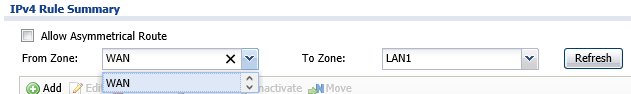 IPv4 Rule Summary
Allow Asymmetrical Route
From Zone: WAN To Zone: LAN1 Refresh
WAN
Add Move